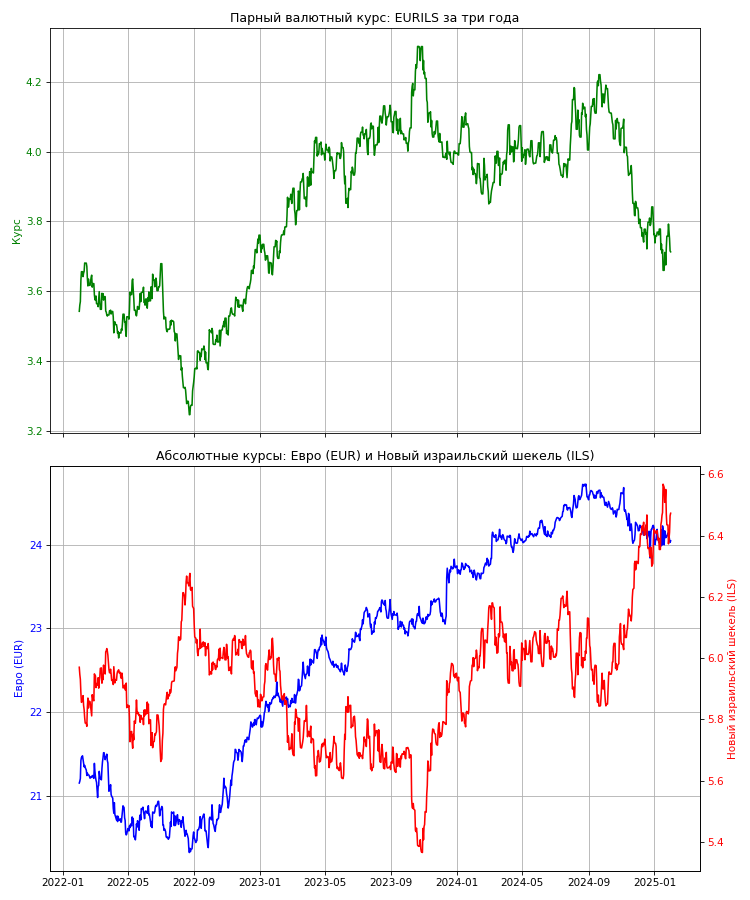 Парный валютный курс: EURILS за три года
4.2
4.0
3.8
3.6
3.4
3.2
Курс
Абсолютные курсы: Евро (EUR) и Новый израильский шекель (ILS)
24
23
22
21
Евро (EUR)
6.6
6.4
6.2
6.0
5.8
5.6
5.4
Новый израильский шекель (ILS)
2022-01 2022-05 2022-09 2023-01 2023-05 2023-09 2024-01 2024-05 2024-09 2025-01